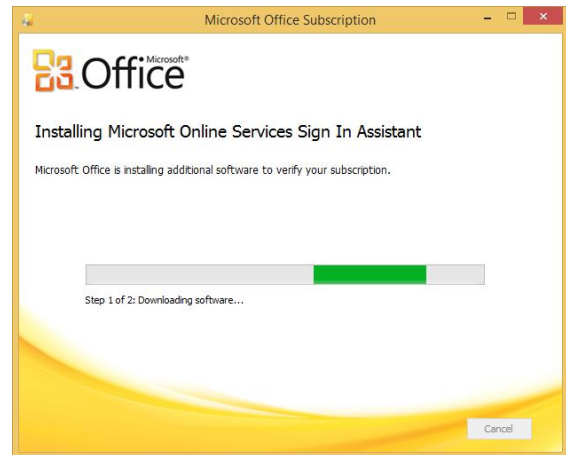 Microsoft Office Subscription
Microsoft®
Office
Installing Microsoft Online Services Sign In Assistant
Microsoft Office is installing additional software to verify your subscription.
Step 1 of 2: Downloading software...
Cancel